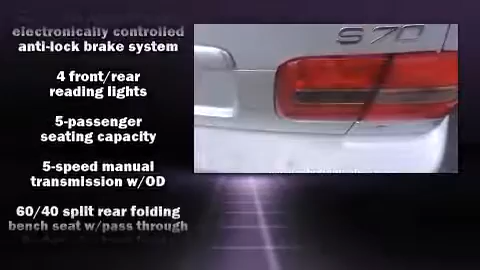 electronically controlled
anti-lock brake system
4 front/rear
reading lights
5-passenger
seating capacity
5-speed manual
transmission w/OD
60/40 split rear folding
bench seat w/pass through
S70